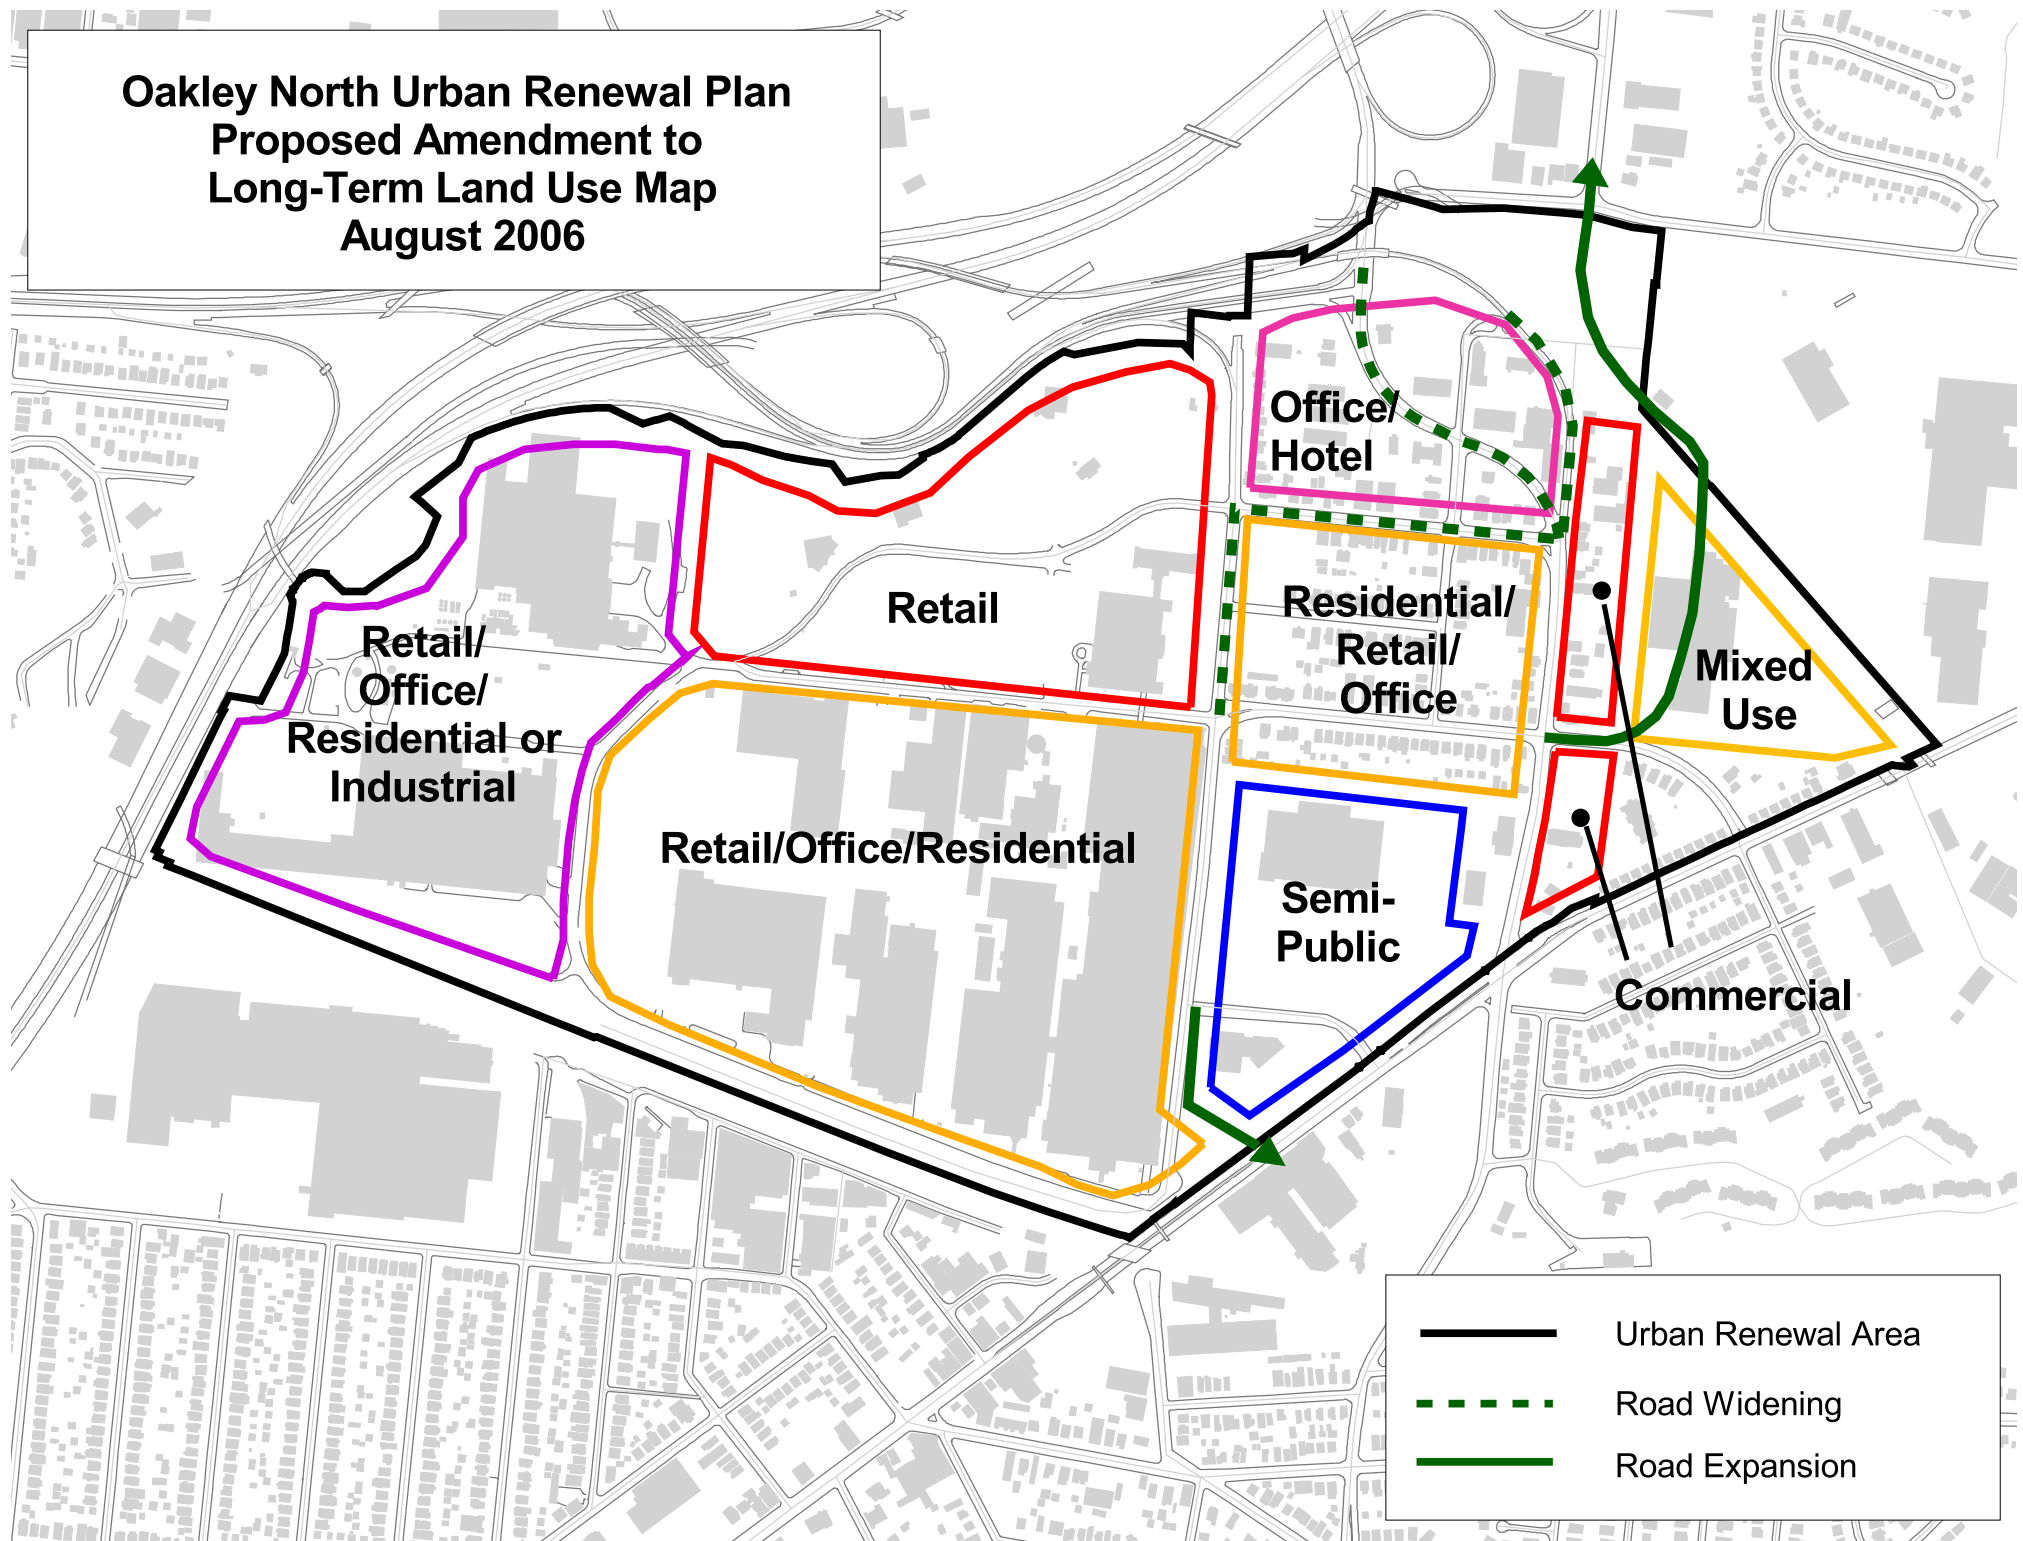 Oakley North Urban Renewal Plan
Proposed Amendment to
Long-Term Land Use Map
August 2006
Office/
Hotel
Retail
Residential/
Retail/
Office
Retail/
Office/
Residential or
Industrial
Mixed
Use
Retail/Office/Residential
Semi-
Public
Commercial
Urban Renewal Area
Road Widening
Road Expansion